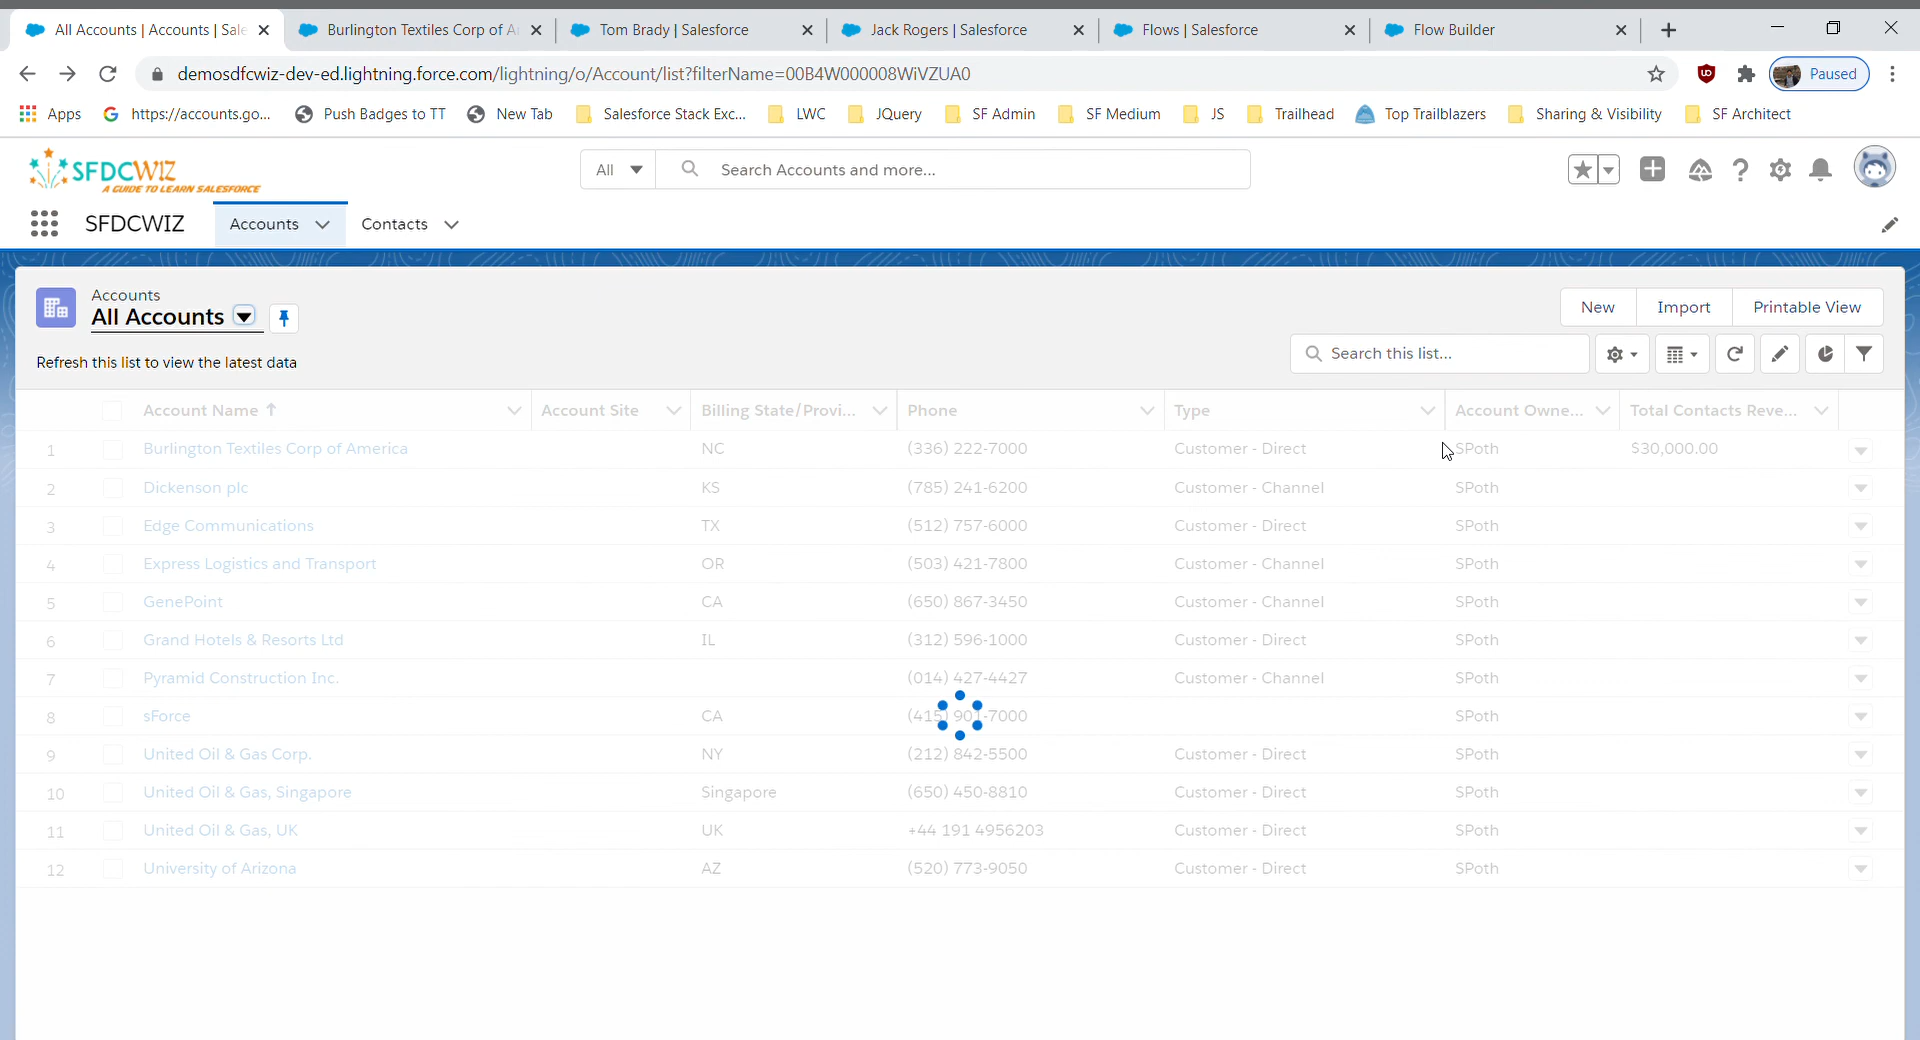 All Accounts | Accounts | Sale
Burlington Textiles Corp of A
Tom Brady | Salesforce
Jack Rogers | Salesforce
Flows | Salesforce
Flow Builder
demosdfcwiz-dev-ed.lightning.force.com/lightning/o/Account/list?filterName=00B4W000008WiVZUA0
Paused
Apps
https://accounts.go...
Push Badges to TT
New Tab
Salesforce Stack Exc...
LWC
JQuery
SF Admin
SF Medium
JS
Trailhead
Top Trailblazers
Sharing & Visibility
SF Architect
SFDCWIZ
A GUIDE TO LEARN SALESFORCE
All
Search Accounts and more...
SFDCWIZ
Accounts
Contacts
Accounts
All Accounts
New
Import
Printable View
Refresh this list to view the latest data
Search this list...
Account Name ↑ Account Site Billing State/Provi... Phone Type Account Owne... Total Contacts Reve...
1 Burlington Textiles Corp of America NC (336) 222-7000 Customer - Direct SPoth $30,000.00
2 Dickenson plc KS (785) 241-6200 Customer - Channel SPoth
3 Edge Communications TX (512) 757-6000 Customer - Direct SPoth
4 Express Logistics and Transport OR (503) 421-7800 Customer - Channel SPoth
5 GenePoint CA (650) 867-3450 Customer - Channel SPoth
6 Grand Hotels & Resorts Ltd IL (312) 596-1000 Customer - Direct SPoth
7 Pyramid Construction Inc. (014) 427-4427 Customer - Channel SPoth
8 sForce CA (415) 901-7000 SPoth
9 United Oil & Gas Corp. NY (212) 842-5500 Customer - Direct SPoth
10 United Oil & Gas, Singapore Singapore (650) 450-8810 Customer - Direct SPoth
11 United Oil & Gas, UK UK +44 191 4956203 Customer - Direct SPoth
12 University of Arizona AZ (520) 773-9050 Customer - Direct SPoth